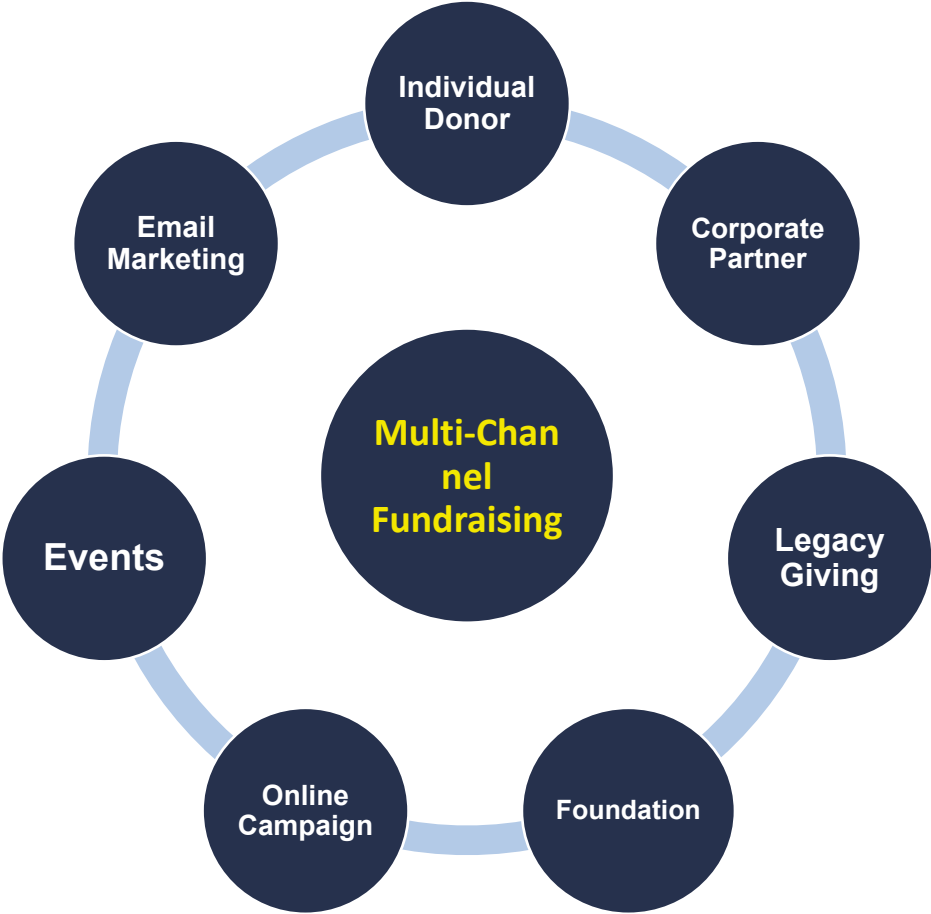 Individual
Donor
Corporate
Partner
Legacy
Giving
Foundation
Online
Campaign
Events
Email
Marketing
Multi-Chan
nel
Fundraising